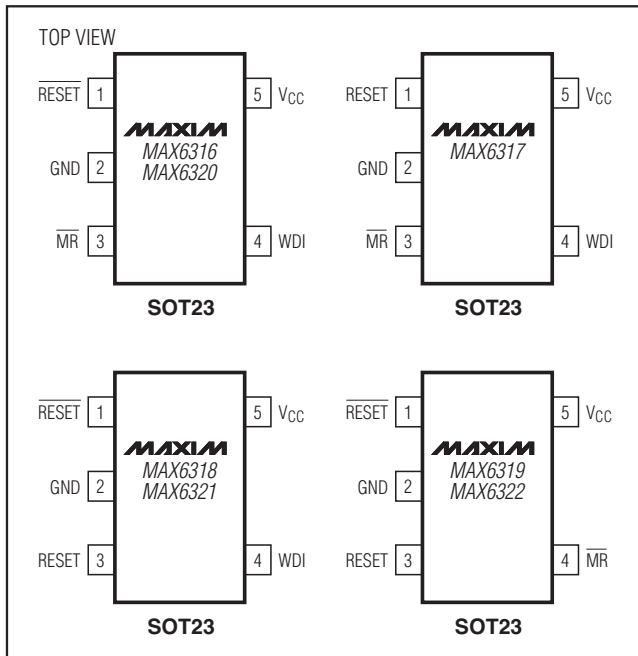 TOP VIEW
RESET 1
5 VCC
MAXIM
MAX6316
MAX6320
GND 2
MR 3
4 WDI
SOT23
RESET 1
5 VCC
MAXIM
MAX6317
GND 2
MR 3
4 WDI
SOT23
RESET 1
5 VCC
MAXIM
MAX6318
MAX6321
GND 2
RESET 3
4 WDI
SOT23
RESET 1
5 VCC
MAXIM
MAX6319
MAX6322
GND 2
RESET 3
4 MR
SOT23